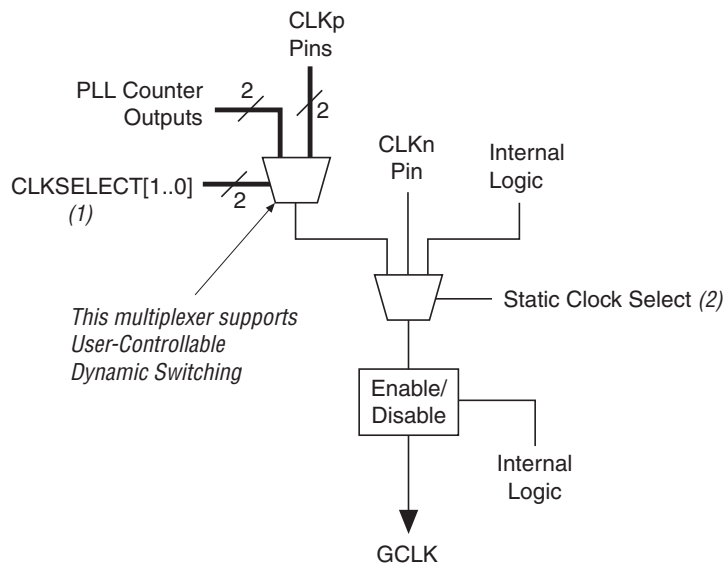 CLKp
Pins
PLL Counter
Outputs
2
2
CLKSELECT[1..0]
(1)
2
CLKn
Pin
Internal
Logic
This multiplexer supports
User-Controllable
Dynamic Switching
Static Clock Select (2)
Enable/
Disable
Internal
Logic
GCLK